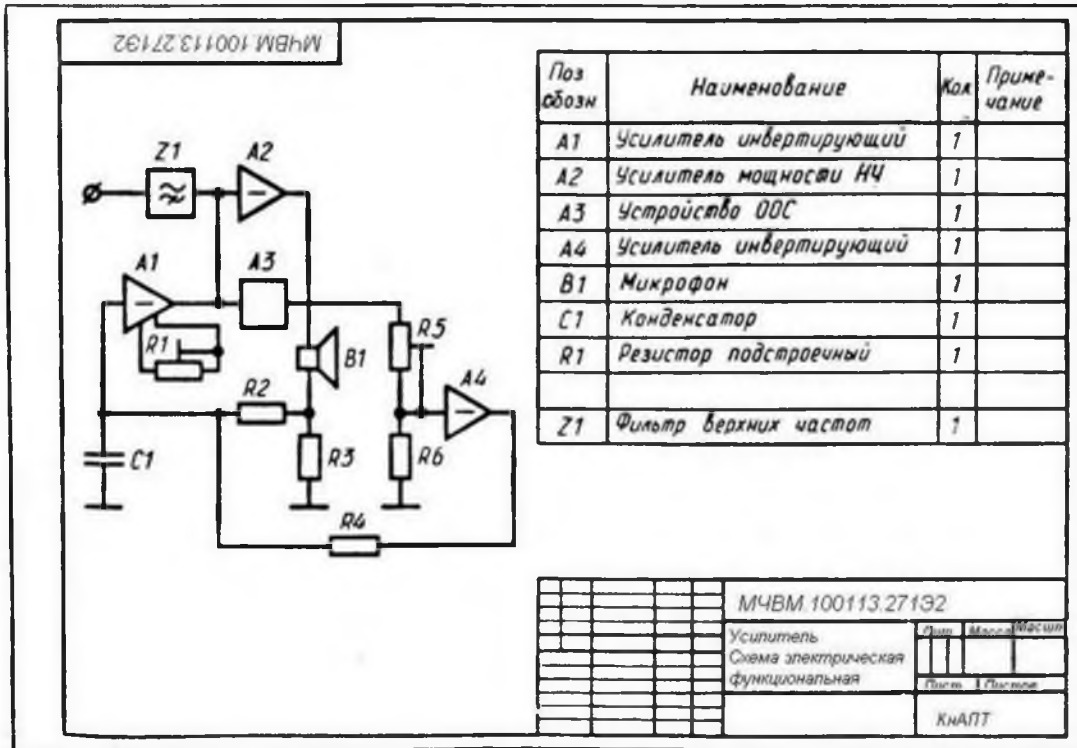 МЧВМ.100113.271Э2
Z1
A2
A1
A3
R1
R5
B1
A4
R2
C1
R3
R6
R4
Поз обозн Наименование Кол Приме-чание
A1 Усилитель инвертирующий 1
A2 Усилитель мощности НЧ 1
A3 Устройство ООС 1
A4 Усилитель инвертирующий 1
B1 Микрофон 1
C1 Конденсатор 1
R1 Резистор подстроечный 1
Z1 Фильтр верхних частот 1
МЧВМ.100113.271Э2
Усилитель
Схема электрическая
функциональная
Лит. Масса Масшт
Лист Листов
КнАПТ